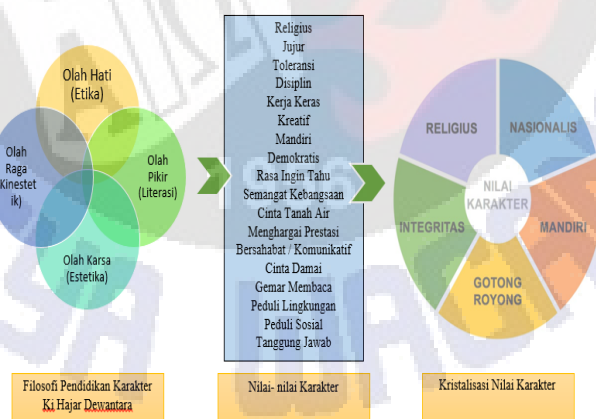 Olah Hati
(Etika)
Olah
Raga
(Kinestet
ik)
Olah
Pikir
(Literasi)
Olah Karsa
(Estetika)
Religius
Jujur
Toleransi
Disiplin
Kerja Keras
Kreatif
Mandiri
Demokratis
Rasa Ingin Tahu
Semangat Kebangsaan
Cinta Tanah Air
Menghargai Prestasi
Bersahabat / Komunikatif
Cinta Damai
Gemar Membaca
Peduli Lingkungan
Peduli Sosial
Tanggung Jawab
RELIGIUS
NASIONALIS
NILAI
KARAKTER
INTEGRITAS
MANDIRI
GOTONG
ROYONG
Filosofi Pendidikan Karakter
Ki Hajar Dewantara
Nilai- nilai Karakter
Kristalisasi Nilai Karakter